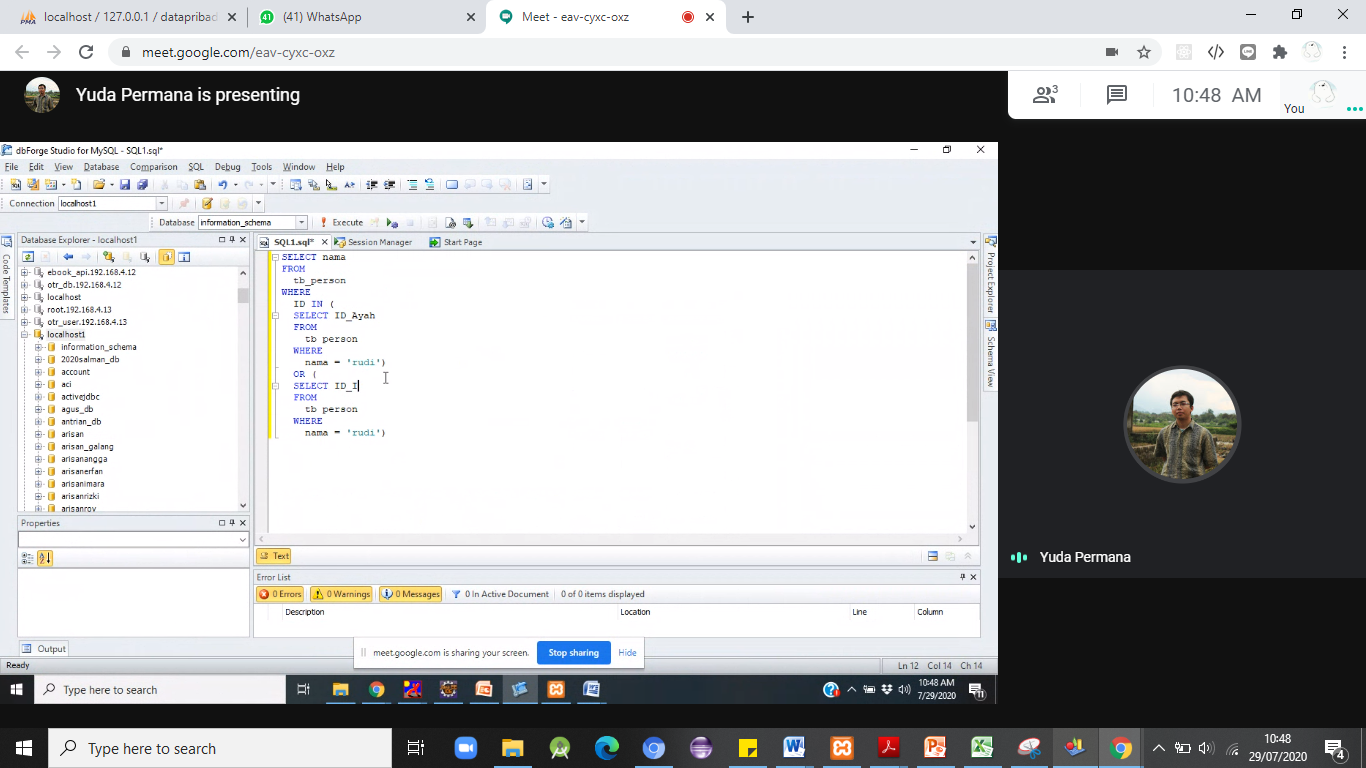 localhost / 127.0.0.1 / datapribad
(41) WhatsApp
Meet - eav-cyxc-oxz
meet.google.com/eav-cyxc-oxz
Yuda Permana is presenting
3
10:48 AM
You
dbForge Studio for MySQL - SQL1.sql*
File Edit View Database Comparison SQL Debug Tools Window Help
Connection localhost1
Database information_schema Execute
Database Explorer - localhost1
SQL1.sql* Session Manager Start Page
Code Templates
Project Explorer
Schema View
ebook_api.192.168.4.12
otr_db.192.168.4.12
localhost
root.192.168.4.13
otr_user.192.168.4.13
localhost1
information_schema
2020salman_db
account
aci
activejdbc
agus_db
antrian_db
arisan
arisan_galang
arisanangga
arisanerfan
arisanimara
arisanrizki
arisanroy
SELECT nama
FROM
tb_person
WHERE
ID IN (
SELECT ID_Ayah
FROM
tb person
WHERE
nama = 'rudi')
OR (
SELECT ID_I
FROM
tb person
WHERE
nama = 'rudi')
Properties
Text
Error List
0 Errors 0 Warnings 0 Messages 0 In Active Document 0 of 0 items displayed
Description Location Line Column
Output
meet.google.com is sharing your screen. Stop sharing Hide
Ready
Ln 12 Col 14 Ch 14
Type here to search
10:48 AM
7/29/2020
Yuda Permana
Type here to search
10:48
29/07/2020
4